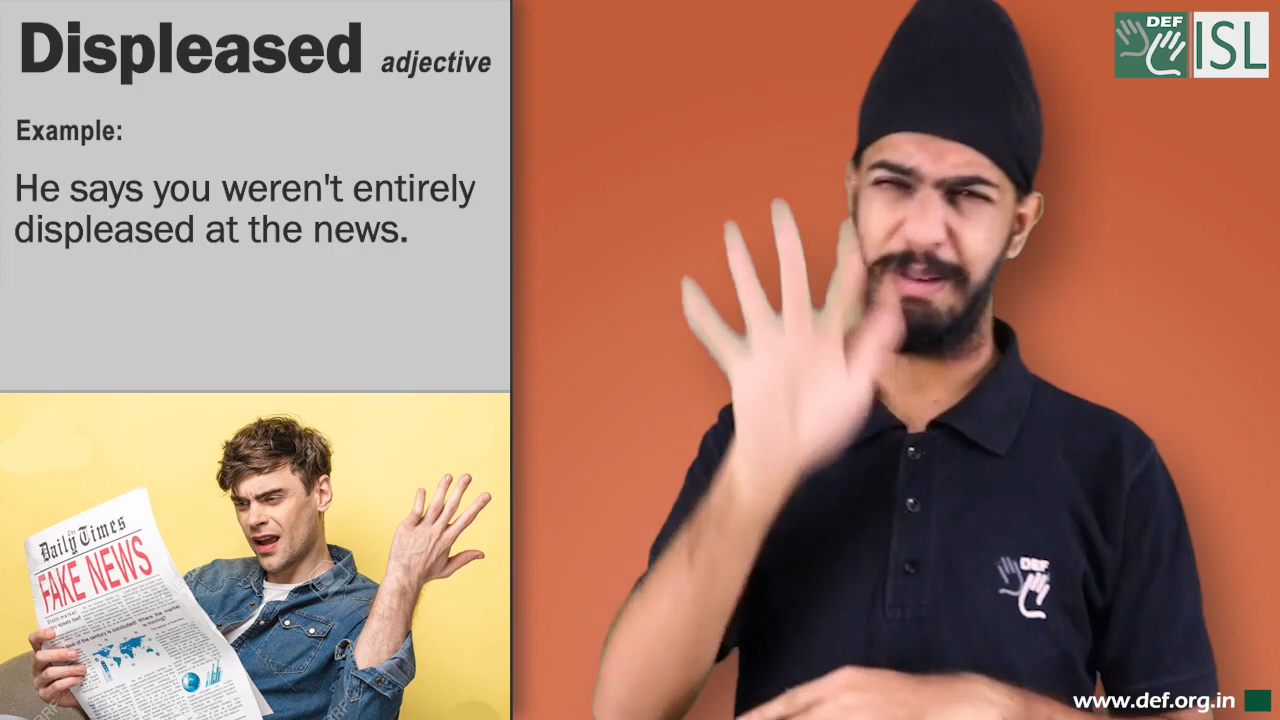 Displeased adjective
Example:
He says you weren't entirely
displeased at the news.
The
Daily Times
FAKE NEWS
DEF
ISL
DEF
www.def.org.in